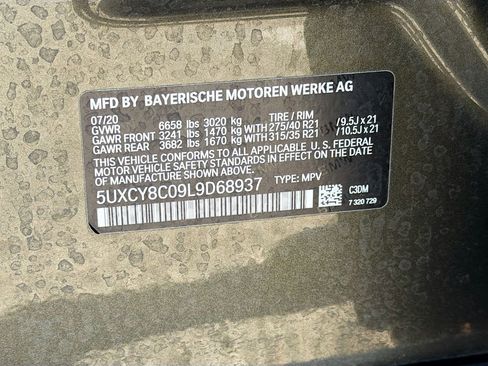 MFD BY BAYERISCHE MOTOREN WERKE AG
07/20 TIRE / RIM
GVWR 6658 lbs 3020 kg
GAWR FRONT 3241 lbs 1470 kg WITH 275/40 R21 /9.5J x 21
GAWR REAR 3682 lbs 1670 kg WITH 315/35 R21 /10.5J x 21
THIS VEHICLE CONFORMS TO ALL APPLICABLE U.S. FEDERAL
MOTOR VEHICLE SAFETY STANDARDS IN EFFECT ON THE DATE
OF MANUFACTURE SHOWN ABOVE.
5UXCY8C09L9D68937 TYPE: MPV
C3DM
7 320 729